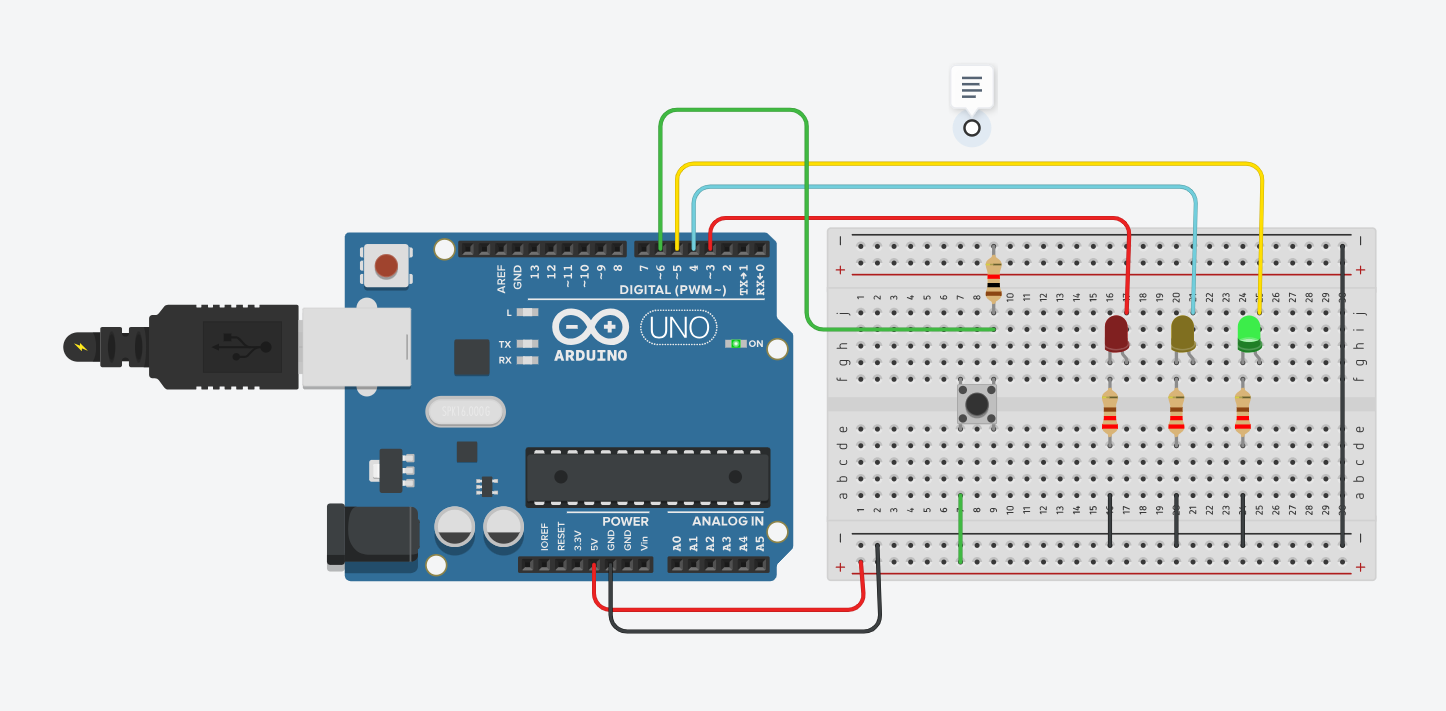 AREF
GND
13
12
~11
~10
~9
8
7
~6
~5
~4
~3
2
TX→1
RX←0
DIGITAL (PWM ~)
L
TX
RX
UNO
ARDUINO
ON
SPK16.000G
POWER
ANALOG IN
IOREF
RESET
3.3V
5V
GND
GND
Vin
A0
A1
A2
A3
A4
A5
− −
+ +
1 2 3 4 5 6 7 8 9 10 11 12 13 14 15 16 17 18 19 20 21 22 23 24 25 26 27 28 29 30
j j
i i
h h
g g
f f
e e
d d
c c
b b
a a
1 2 3 4 5 6 7 8 9 10 11 12 13 14 15 16 17 18 19 20 21 22 23 24 25 26 27 28 29 30
− −
+ +